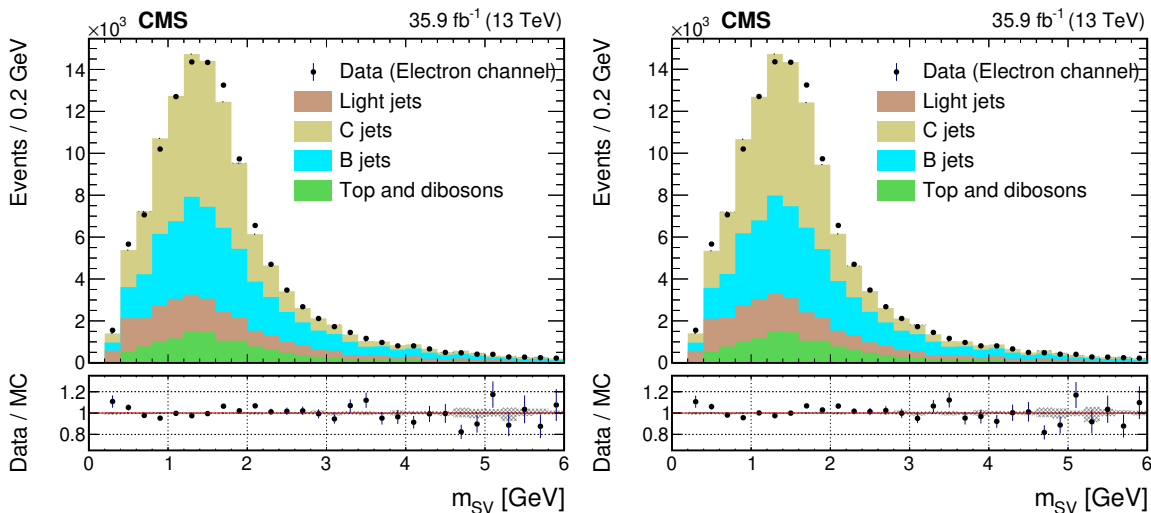 ×10³ CMS 35.9 fb⁻¹ (13 TeV)
Events / 0.2 GeV
14
12
10
8
6
4
2
0
Data (Electron channel)
Light jets
C jets
B jets
Top and dibosons
Data / MC
1.2
1
0.8
0 1 2 3 4 5 6
m_SV [GeV]
×10³ CMS 35.9 fb⁻¹ (13 TeV)
Events / 0.2 GeV
14
12
10
8
6
4
2
0
Data (Electron channel)
Light jets
C jets
B jets
Top and dibosons
Data / MC
1.2
1
0.8
0 1 2 3 4 5 6
m_SV [GeV]